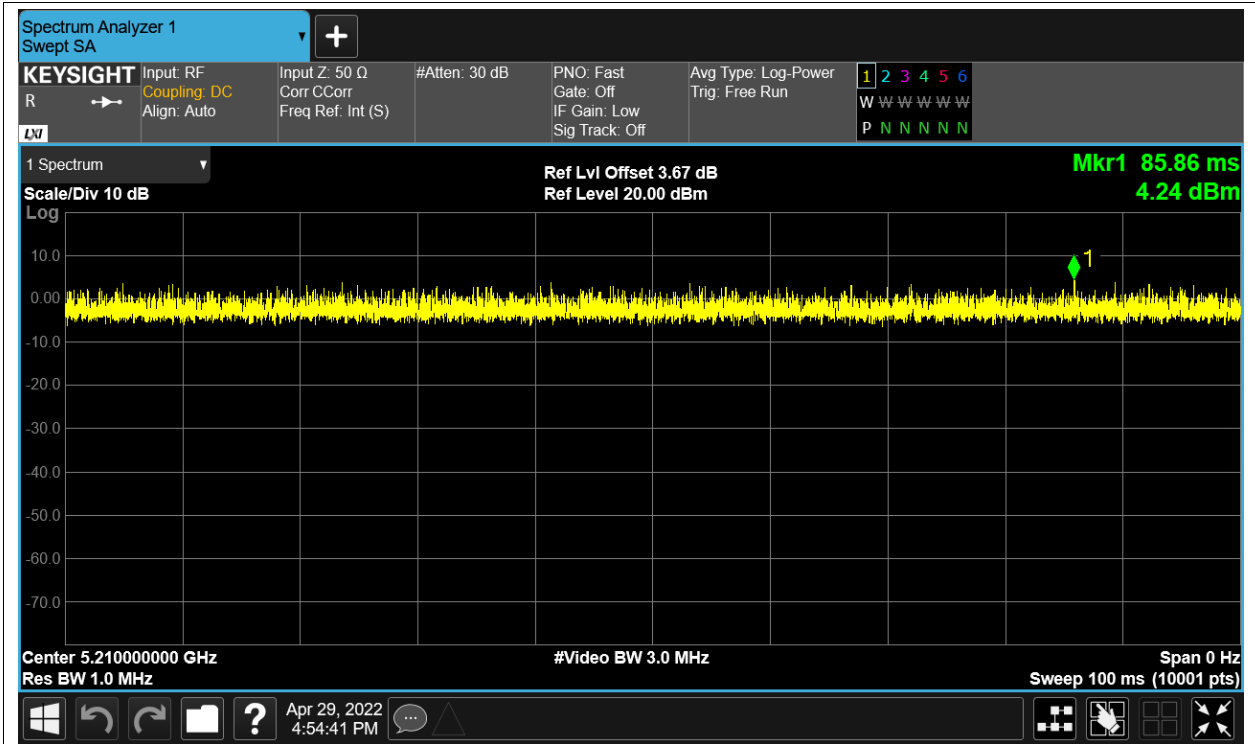 Spectrum Analyzer 1
Swept SA
+
KEYSIGHT
R
LXI
Input: RF
Coupling: DC
Align: Auto
Input Z: 50 Ω
Corr CCorr
Freq Ref: Int (S)
#Atten: 30 dB
PNO: Fast
Gate: Off
IF Gain: Low
Sig Track: Off
Avg Type: Log-Power
Trig: Free Run
1 2 3 4 5 6
W W W W W W
P N N N N N
1 Spectrum
Scale/Div 10 dB
Log
Ref Lvl Offset 3.67 dB
Ref Level 20.00 dBm
Mkr1 85.86 ms
4.24 dBm
10.0
1
0.00
-10.0
-20.0
-30.0
-40.0
-50.0
-60.0
-70.0
Center 5.210000000 GHz
Res BW 1.0 MHz
#Video BW 3.0 MHz
Span 0 Hz
Sweep 100 ms (10001 pts)
?
Apr 29, 2022
4:54:41 PM